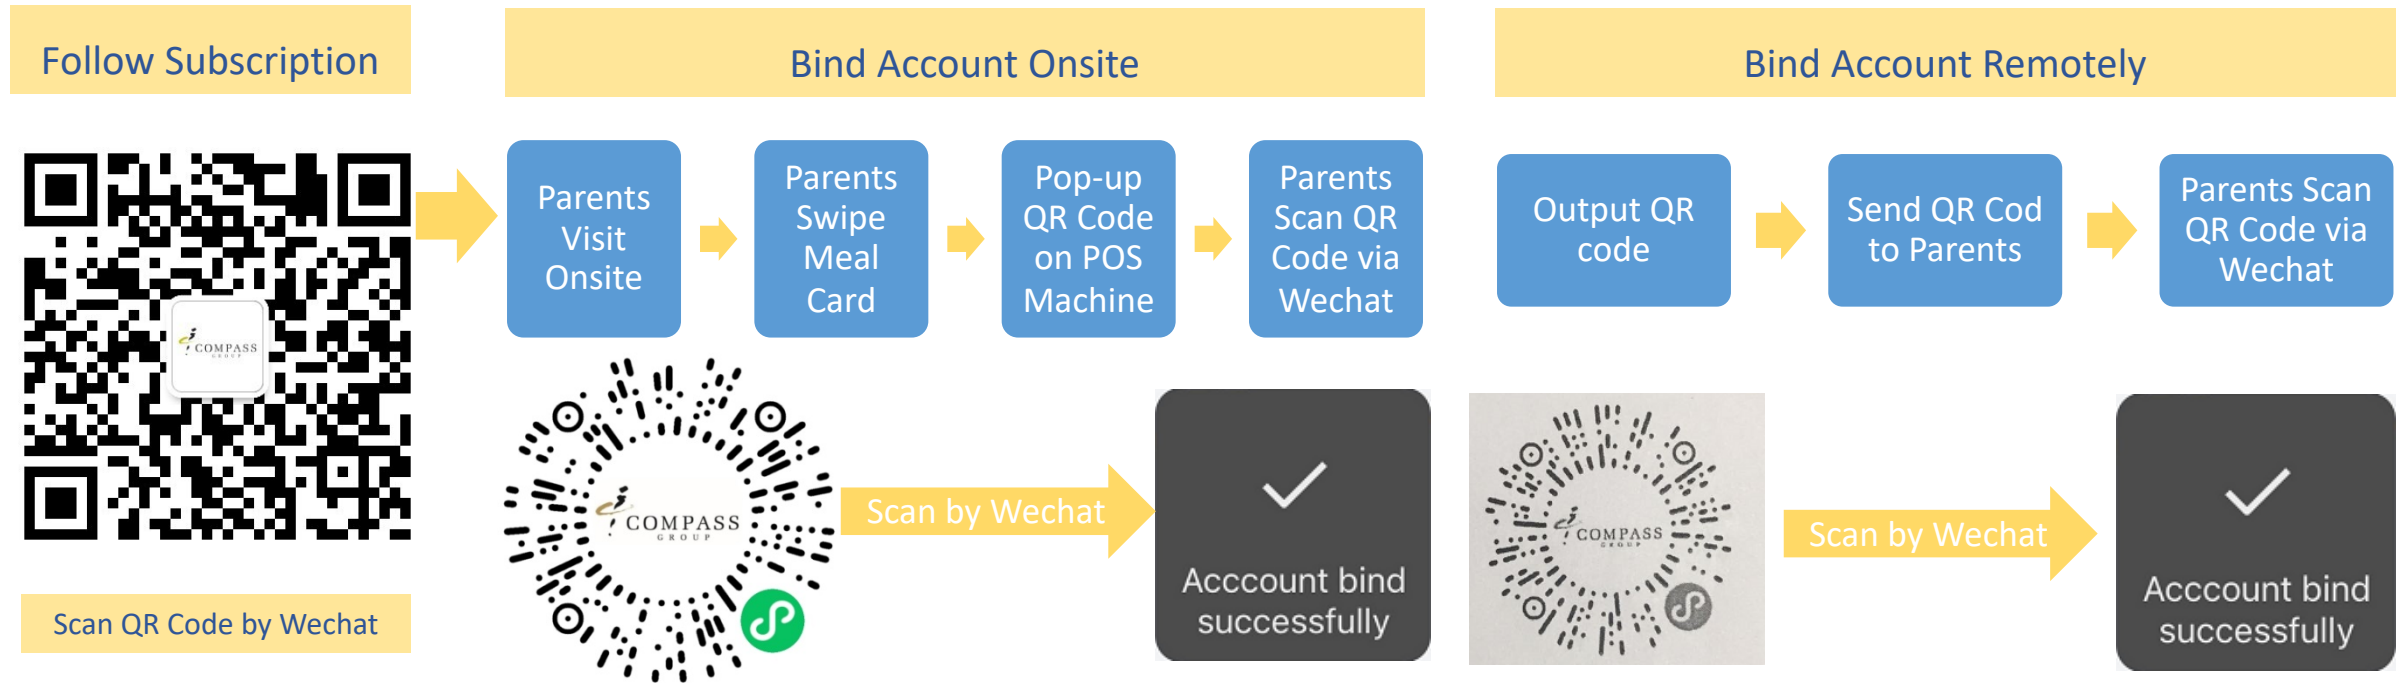 Follow Subscription
Bind Account Onsite
Bind Account Remotely
COMPASS
GROUP
Scan QR Code by Wechat
Parents
Visit
Onsite
Parents
Swipe
Meal
Card
Pop-up
QR Code
on POS
Machine
Parents
Scan QR
Code via
Wechat
COMPASS
GROUP
Scan by Wechat
Acccount bind
successfully
Output QR
code
Send QR Cod
to Parents
Parents Scan
QR Code via
Wechat
COMPASS
GROUP
Scan by Wechat
Acccount bind
successfully